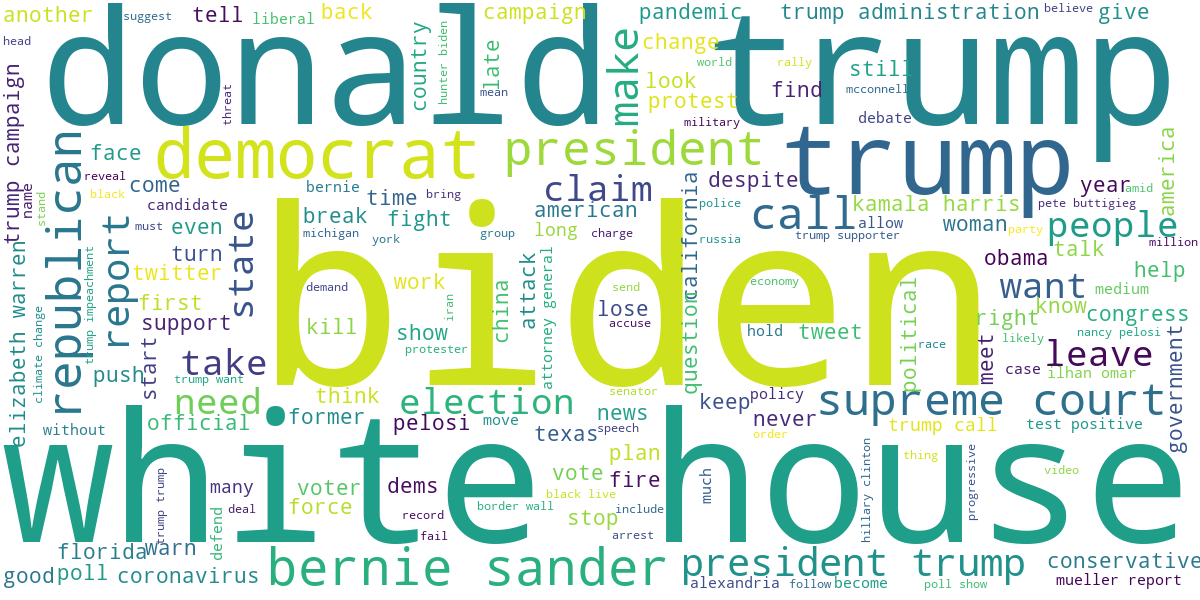 another
suggest
tell
liberal
back
campaign
pandemic
trump administration
believe
give
head
donald trump
country
hunter biden
late
mean
make
change
world
rally
look
protest
find
still
mcconnell
military
debate
threat
trump campaign
name
stand
republican
face
reveal
black
democrat
president
trump
america
come
candidate
must
even
report
turn
twitter
first
support
state
bernie
time
bring
break
fight
michigan
york
group
claim
american
long
charge
despite
california
police
russia
call
allow
trump supporter
kamala harris
woman
year
amid
pete buttigieg
party
people
million
talk
obama
help
elizabeth warren
climate change
trump impeachment
biden
demand
kill
work
iran
show
protester
china
attack
attorney general
send
lose
accuse
question
economy
hold
tweet
political
race
want
medium
right
know
congress
likely
nancy pelosi
meet
leave
case
ilhan omar
government
push
start
take
trump want
need
think
election
senator
keep
policy
supreme court
without
official
former
pelosi
move
news
speech
texas
never
order
trump call
test positive
white house
many
deal
trump trump
defend
voter
force
dems
record
fail
border wall
vote
black live
plan
fire
stop
include
arrest
much
hillary clinton
thing
progressive
video
florida
warn
good
poll
coronavirus
bernie sander
president trump
alexandria
follow
become
poll show
conservative
mueller report